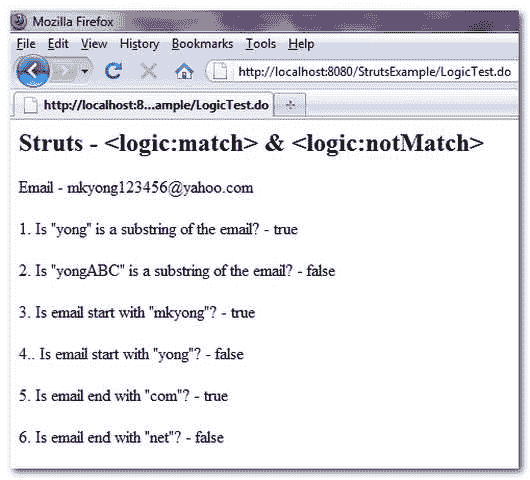 Mozilla Firefox
File Edit View History Bookmarks Tools Help
http://localhost:8080/StrutsExample/LogicTest.do
http://localhost:8...ample/LogicTest.do
Struts - <logic:match> & <logic:notMatch>
Email - mkyong123456@yahoo.com
1. Is "yong" is a substring of the email? - true
2. Is "yongABC" is a substring of the email? - false
3. Is email start with "mkyong"? - true
4.. Is email start with "yong"? - false
5. Is email end with "com"? - true
6. Is email end with "net"? - false